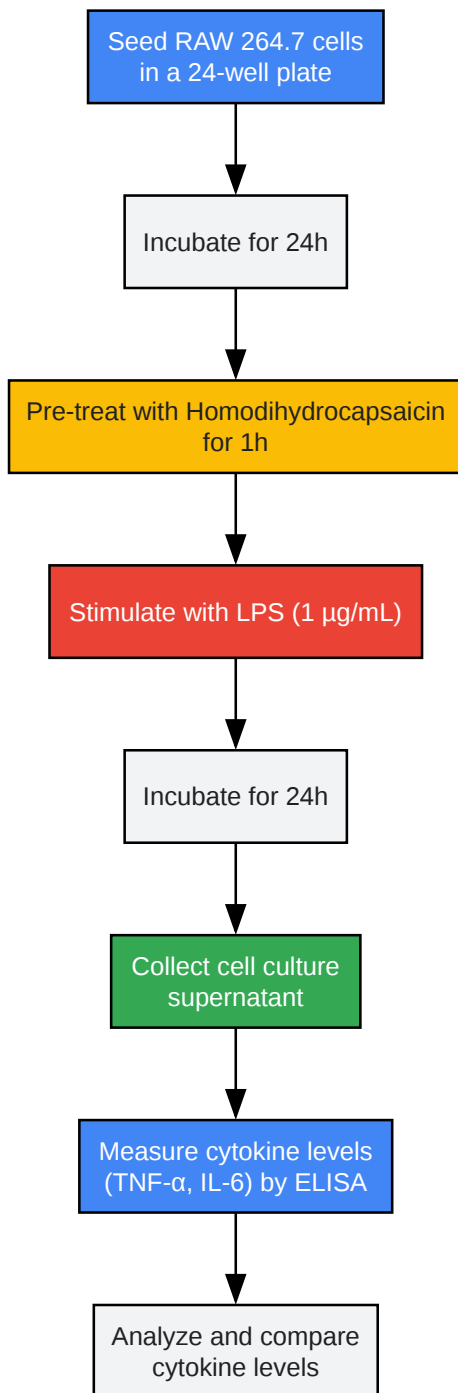 Seed RAW 264.7 cells
in a 24-well plate
Incubate for 24h
Pre-treat with Homodihydrocapsaicin
for 1h
Stimulate with LPS (1 µg/mL)
Incubate for 24h
Collect cell culture
supernatant
Measure cytokine levels
(TNF-α, IL-6) by ELISA
Analyze and compare
cytokine levels